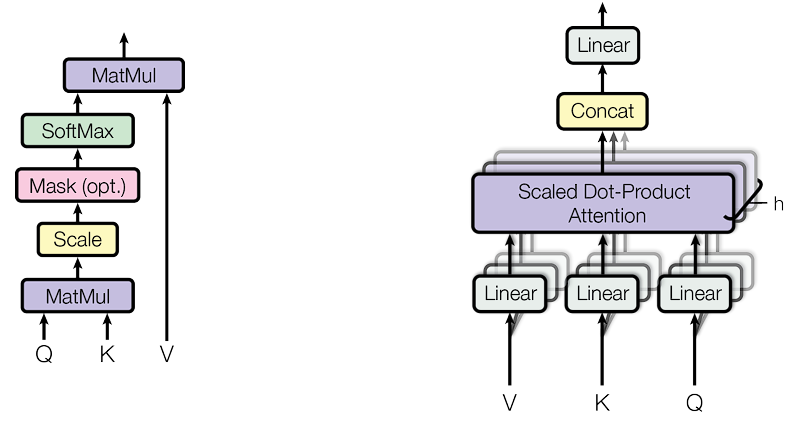 MatMul
SoftMax
Mask (opt.)
Scale
MatMul
Q K V
Linear
Concat
Scaled Dot-Product
Attention
h
Linear Linear Linear
V K Q